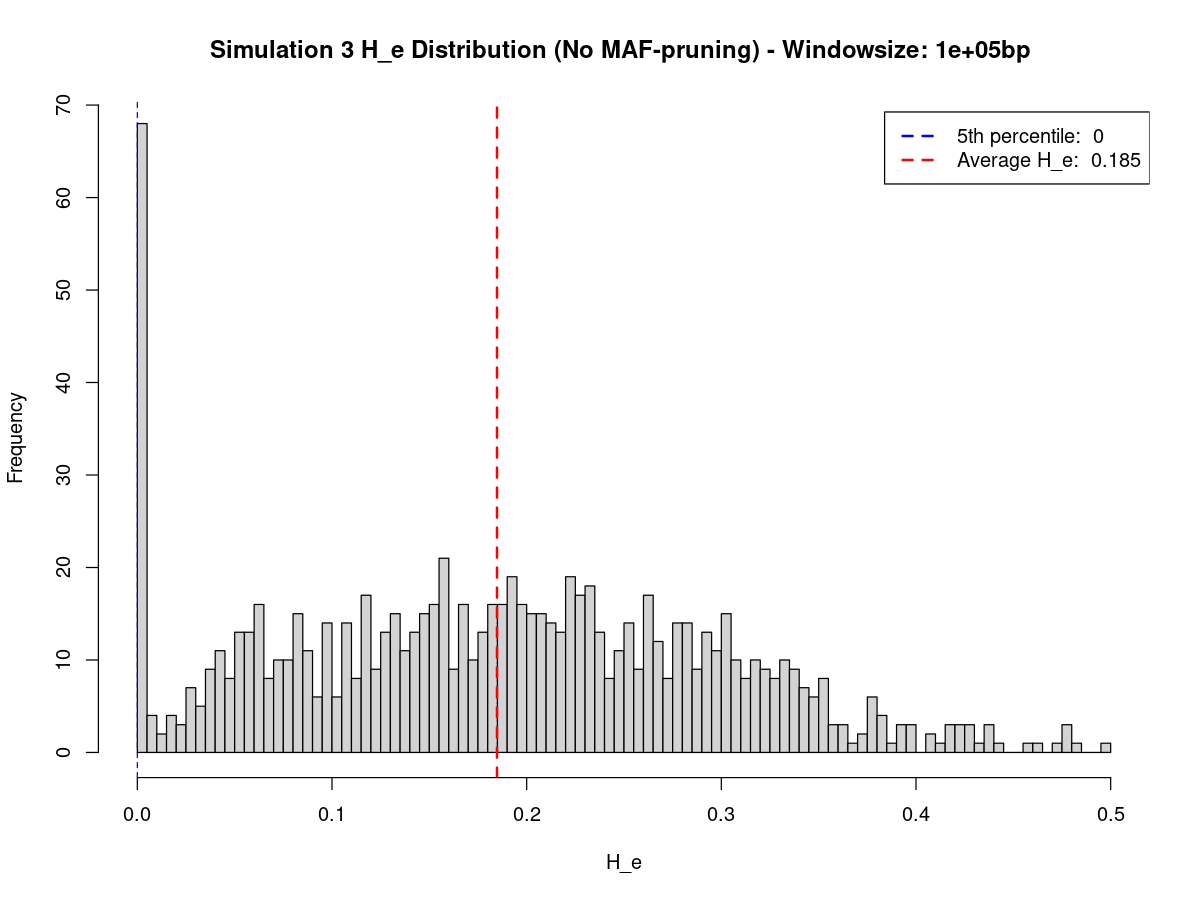 Simulation 3 H_e Distribution (No MAF-pruning) - Windowsize: 1e+05bp
5th percentile:  0
Average H_e:  0.185
Frequency
70
60
50
40
30
20
10
0
0.0 0.1 0.2 0.3 0.4 0.5
H_e